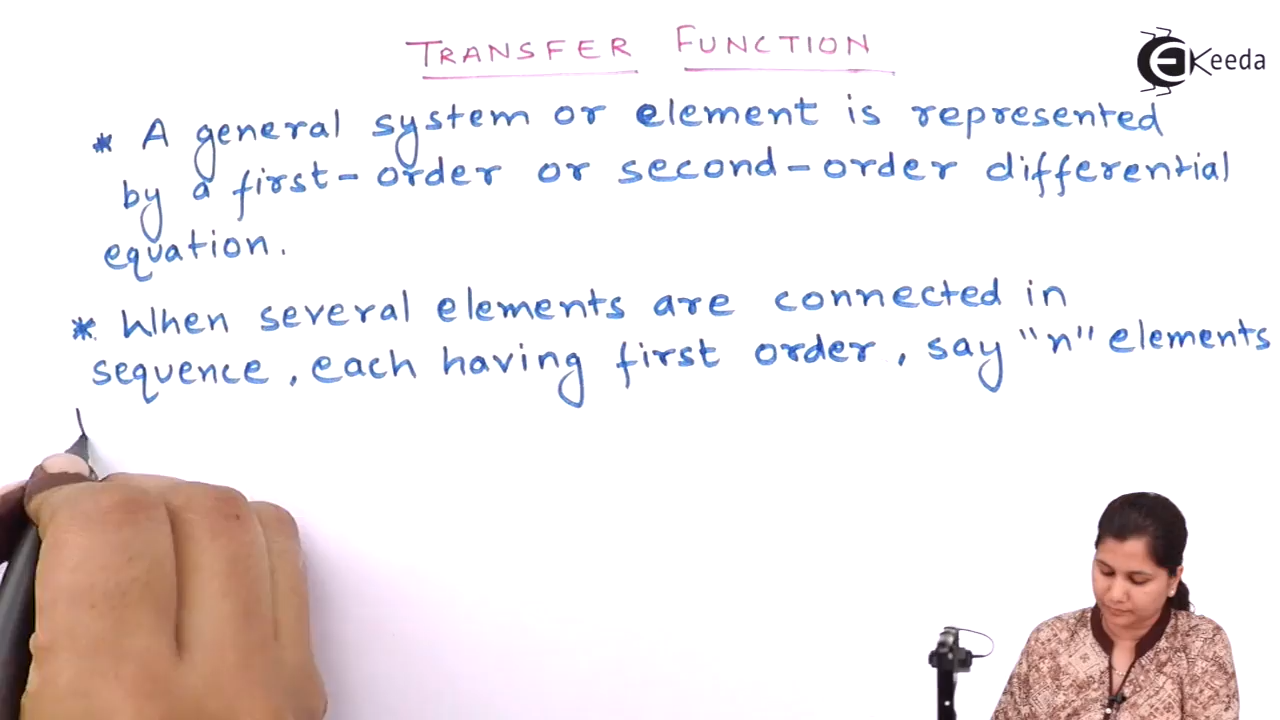 TRANSFER FUNCTION
Keeda
* A general system or element is represented
by a first-order or second-order differential
equation.
* When several elements are connected in
sequence, each having first order, say "n" elements